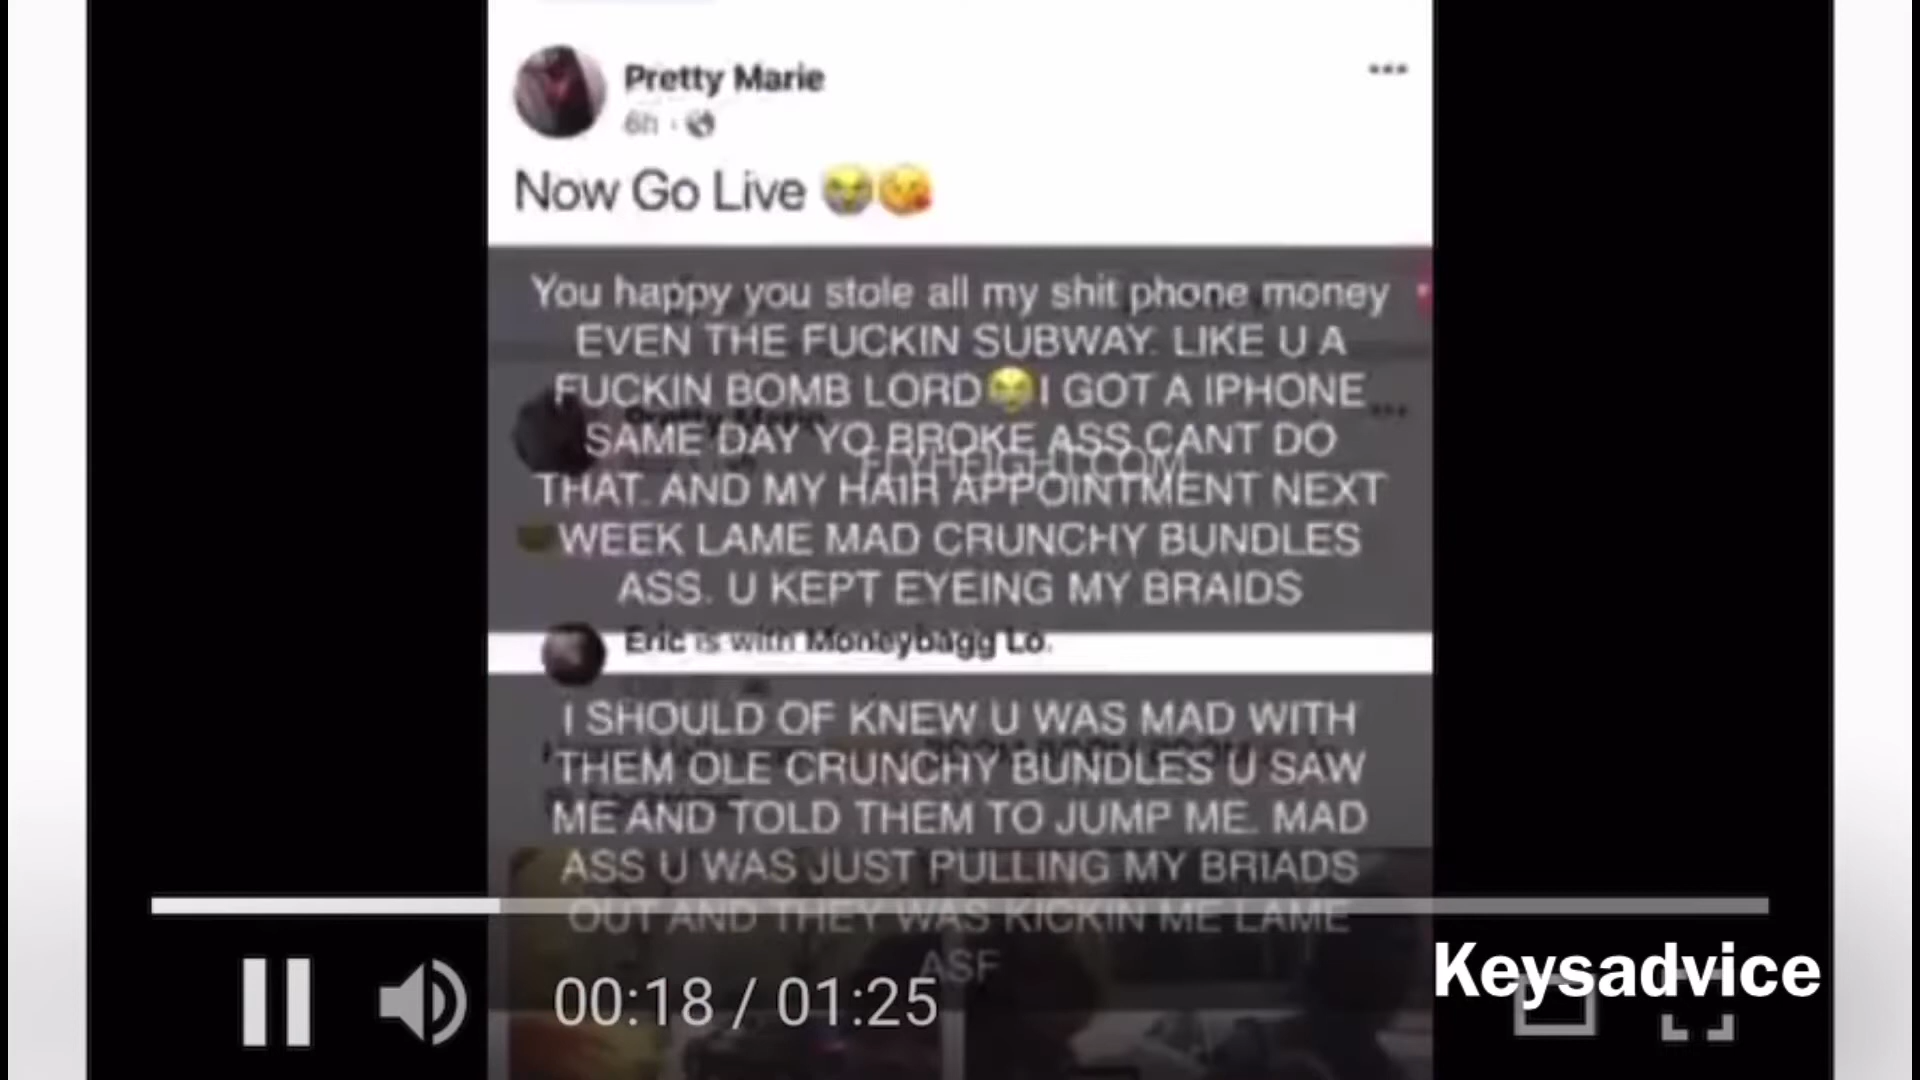 Pretty Marie
6h ·
Now Go Live 😂😘
You happy you stole all my shit phone money
EVEN THE FUCKIN SUBWAY. LIKE U A
FUCKIN BOMB LORD😂I GOT A IPHONE
SAME DAY YO BROKE ASS CANT DO
THAT. AND MY HAIR APPOINTMENT NEXT
WEEK LAME MAD CRUNCHY BUNDLES
ASS. U KEPT EYEING MY BRAIDS
FLYHEIGHT.COM
Eric is with Moneybagg Lo.
I SHOULD OF KNEW U WAS MAD WITH
THEM OLE CRUNCHY BUNDLES U SAW
ME AND TOLD THEM TO JUMP ME. MAD
ASS U WAS JUST PULLING MY BRIADS
OUT AND THEY WAS KICKIN ME LAME
ASF
00:18 / 01:25
Keysadvice